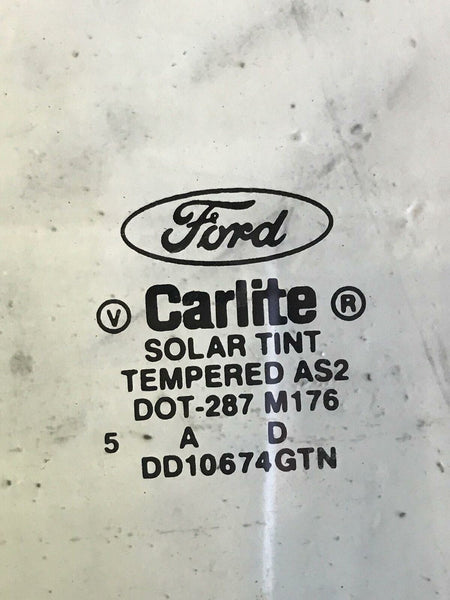 Ford
V Carlite ®
SOLAR TINT
TEMPERED AS2
DOT-287 M176
5 A D
DD10674GTN